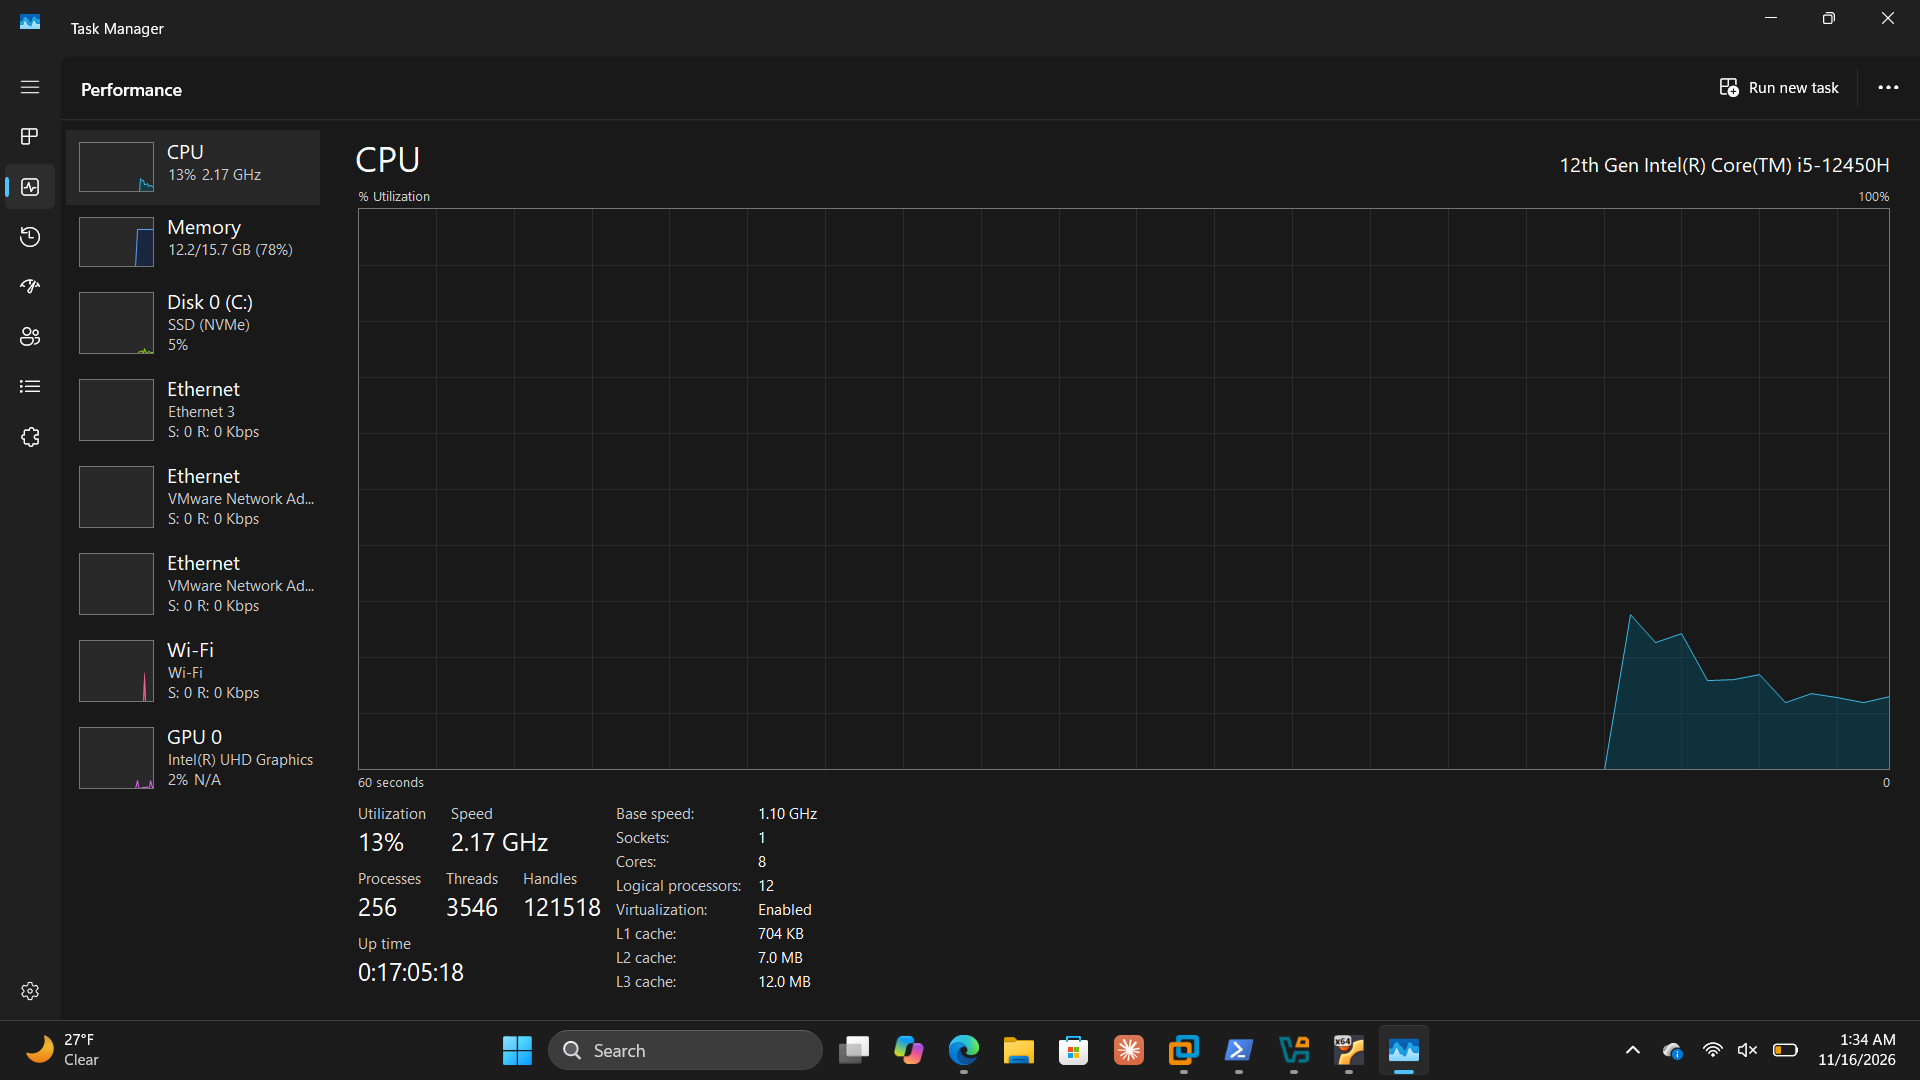 Task Manager
Performance
Run new task
CPU
13% 2.17 GHz
Memory
12.2/15.7 GB (78%)
Disk 0 (C:)
SSD (NVMe)
5%
Ethernet
Ethernet 3
S: 0 R: 0 Kbps
Ethernet
VMware Network Ad...
S: 0 R: 0 Kbps
Ethernet
VMware Network Ad...
S: 0 R: 0 Kbps
Wi-Fi
Wi-Fi
S: 0 R: 0 Kbps
GPU 0
Intel(R) UHD Graphics
2% N/A
CPU
12th Gen Intel(R) Core(TM) i5-12450H
% Utilization
100%
60 seconds
0
Utilization
Speed
13%
2.17 GHz
Processes
Threads
Handles
256
3546
121518
Up time
0:17:05:18
Base speed: 1.10 GHz
Sockets: 1
Cores: 8
Logical processors: 12
Virtualization: Enabled
L1 cache: 704 KB
L2 cache: 7.0 MB
L3 cache: 12.0 MB
27°F
Clear
Search
x64
1:34 AM
11/16/2026